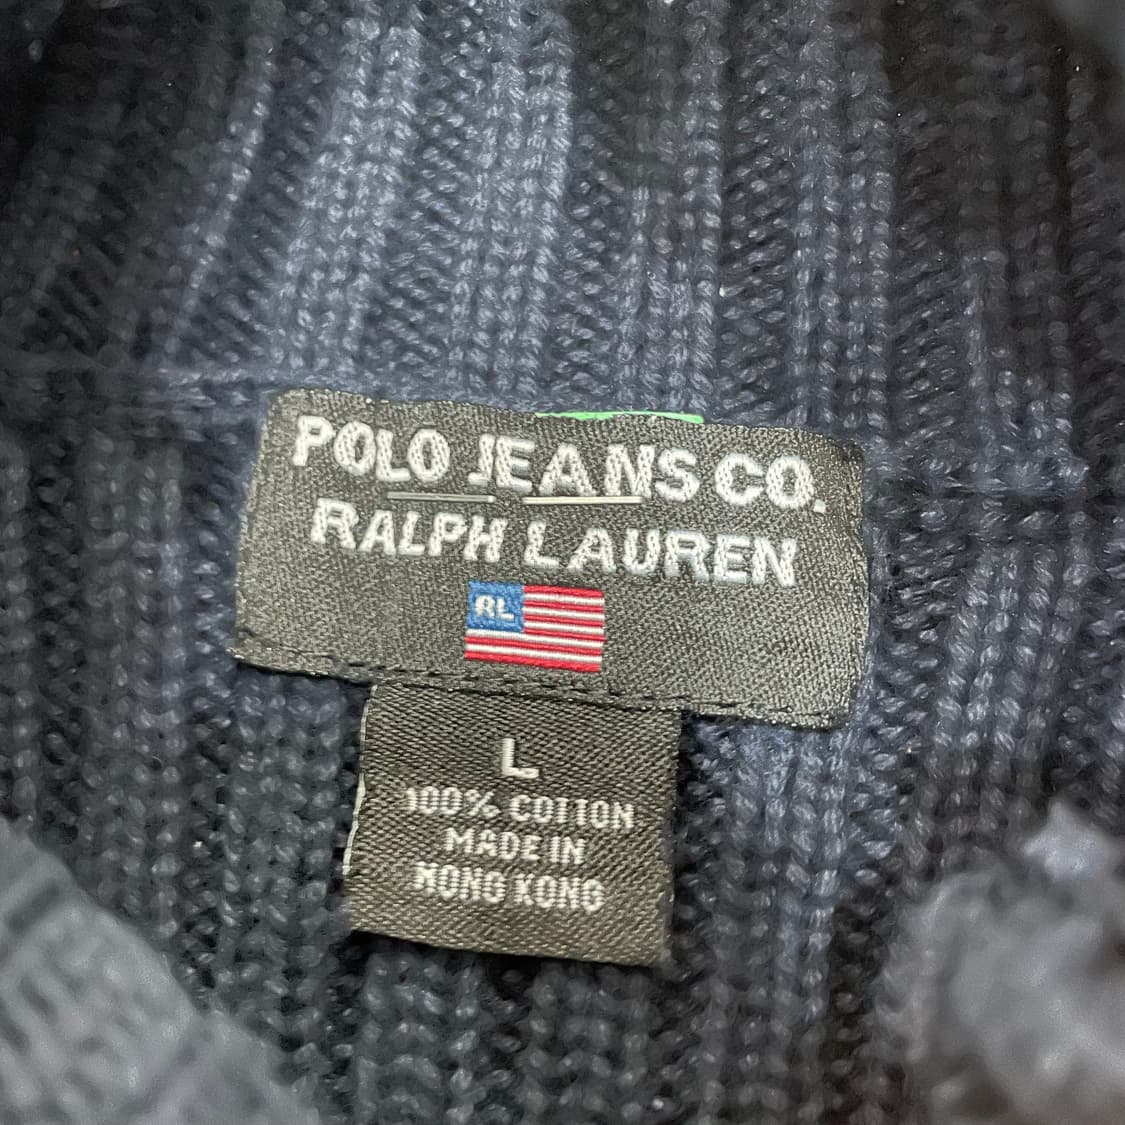 POLO JEANS CO.
RALPH LAUREN
RL
L
100% COTTON
MADE IN
HONG KONG